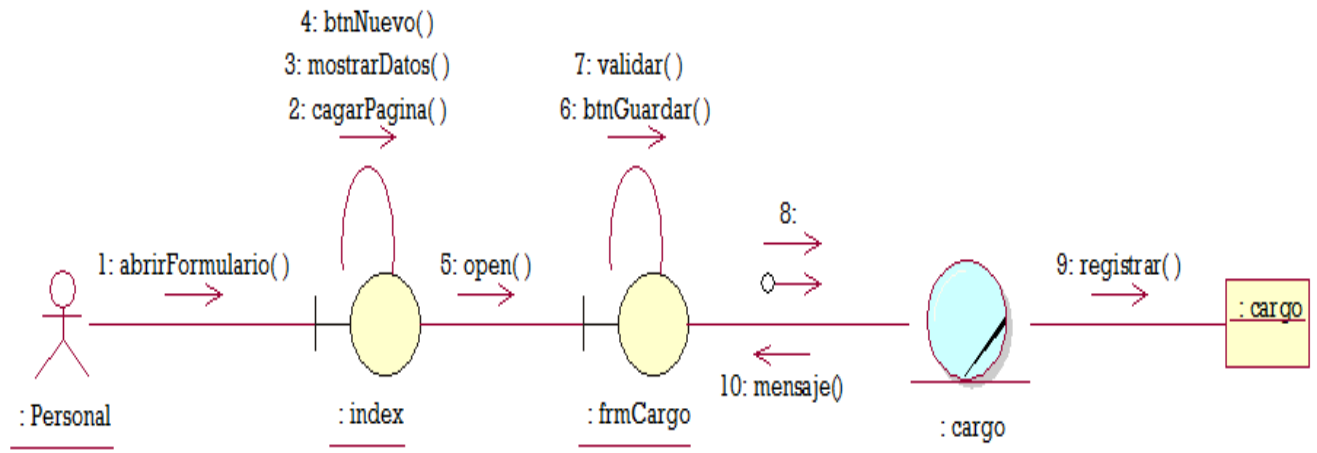 4: btnNuevo( )
3: mostrarDatos( )
2: cagarPagina( )
7: validar( )
6: btnGuardar( )
8:
1: abrirFormulario( )
5: open( )
9: registrar( )
: cargo
10: mensaje()
: Personal
: index
: frmCargo
: cargo